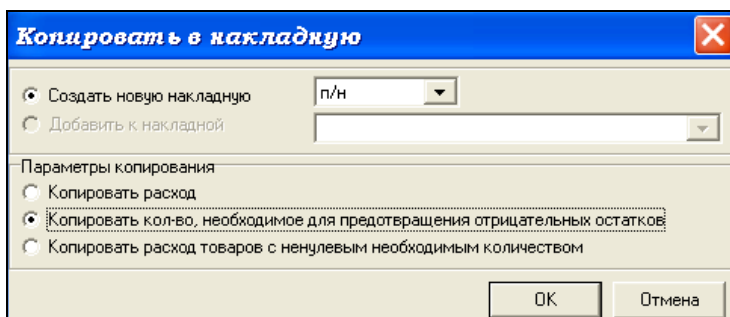 Копировать в накладную
Создать новую накладную п/н
Добавить к накладной
Параметры копирования
Копировать расход
Копировать кол-во, необходимое для предотвращения отрицательных остатков
Копировать расход товаров с ненулевым необходимым количеством
OK Отмена